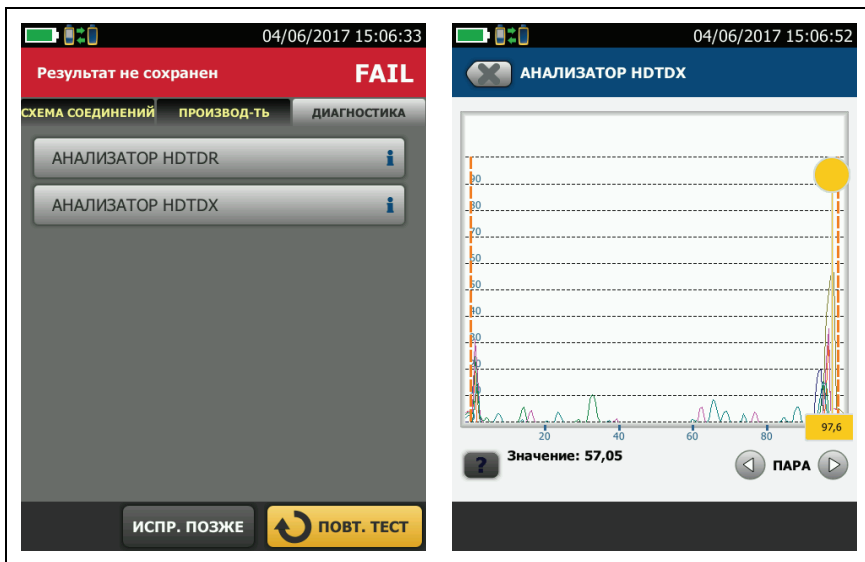 04/06/2017 15:06:33
Результат не сохранен FAIL
СХЕМА СОЕДИНЕНИЙ ПРОИЗВОД-ТЬ ДИАГНОСТИКА
АНАЛИЗАТОР HDTDR i
АНАЛИЗАТОР HDTDX i
ИСПР. ПОЗЖЕ ПОВТ. ТЕСТ
04/06/2017 15:06:52
АНАЛИЗАТОР HDTDX
90
80
70
60
50
40
30
20
10
97,6
20 40 60 80
? Значение: 57,05
ПАРА